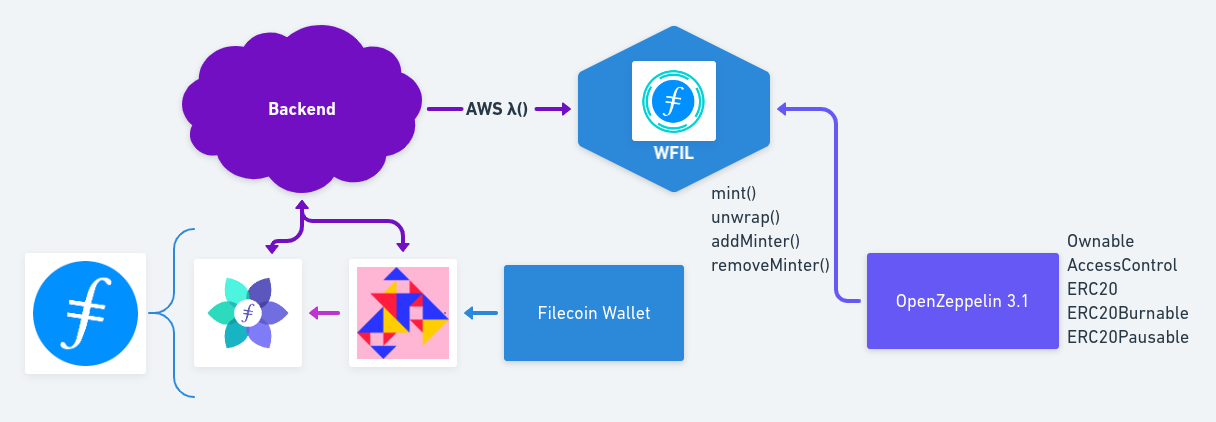 Backend
AWS λ()
WFIL
mint()
unwrap()
addMinter()
removeMinter()
Filecoin Wallet
OpenZeppelin 3.1
Ownable
AccessControl
ERC20
ERC20Burnable
ERC20Pausable